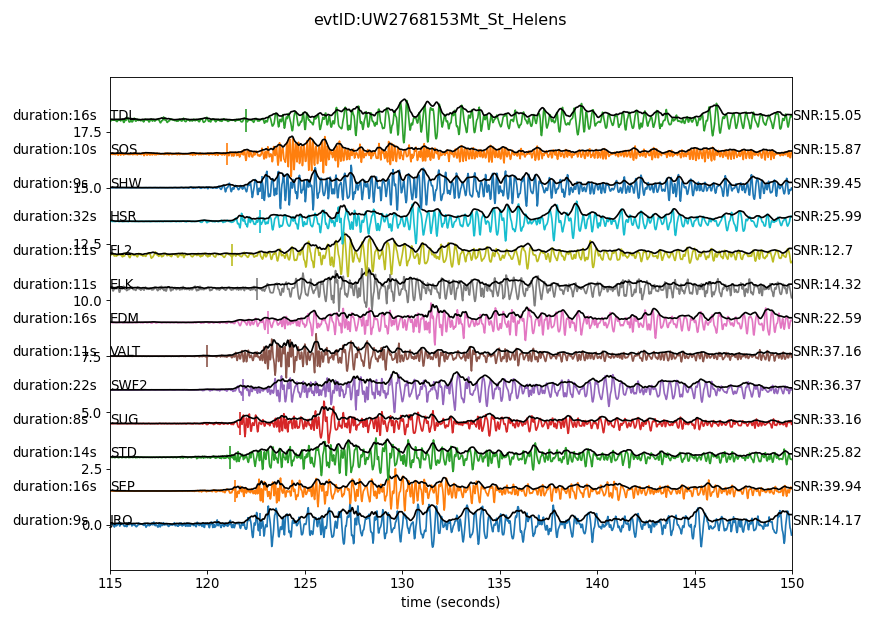 evtID:UW2768153Mt_St_Helens
duration:16s TDL SNR:15.05
17.5
duration:10s SOS SNR:15.87
duration:9s SHW SNR:39.45
15.0
duration:32s HSR SNR:25.99
12.5
duration:11s FL2 SNR:12.7
duration:11s ELK SNR:14.32
10.0
duration:16s EDM SNR:22.59
duration:11s VALT SNR:37.16
7.5
duration:22s SWF2 SNR:36.37
5.0
duration:8s SUG SNR:33.16
duration:14s STD SNR:25.82
2.5
duration:16s SEP SNR:39.94
duration:9s JRO SNR:14.17
0.0
115 120 125 130 135 140 145 150
time (seconds)